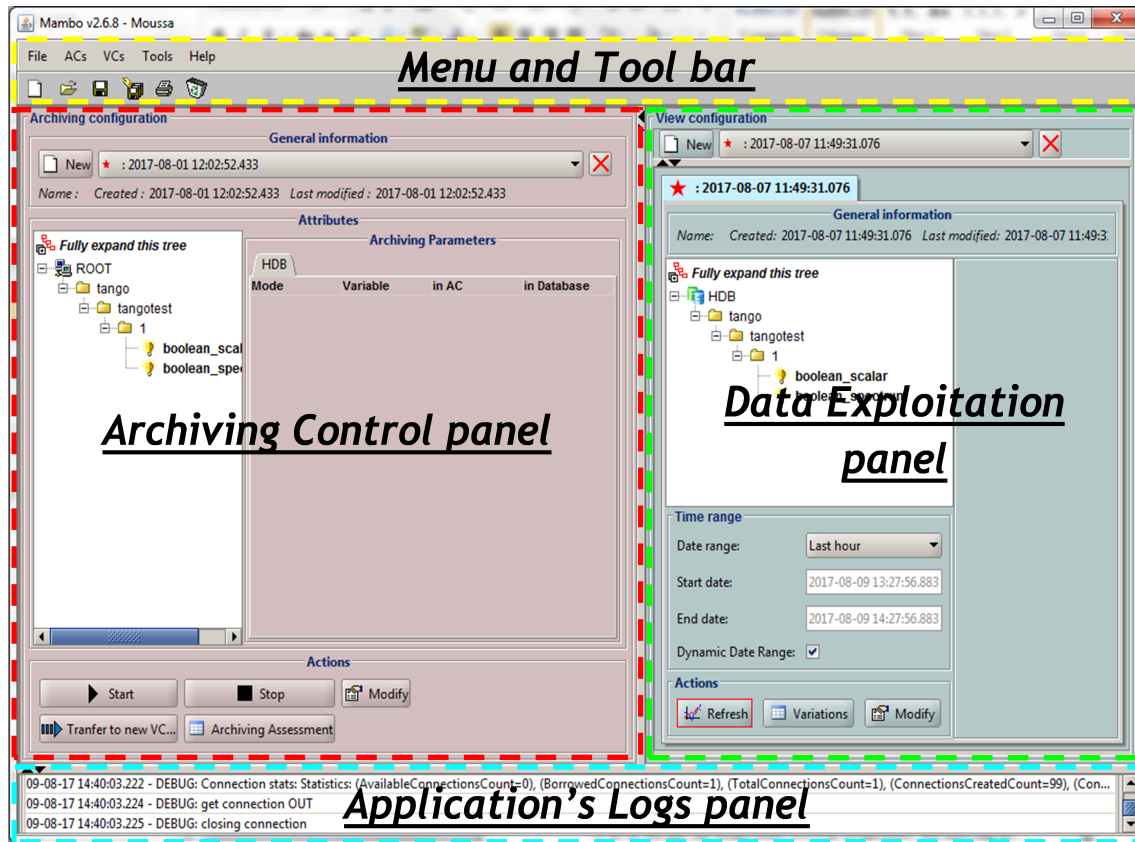 Mambo v2.6.8 - Moussa
File ACs VCs Tools Help
Menu and Tool bar
Archiving configuration
General information
New : 2017-08-01 12:02:52.433
Name : Created : 2017-08-01 12:02:52.433 Last modified : 2017-08-01 12:02:52.433
Attributes
Fully expand this tree
ROOT
tango
tangotest
1
boolean_scal
boolean_spe
Archiving Parameters
HDB
Mode Variable in AC in Database
Archiving Control panel
Actions
Start Stop Modify
Tranfer to new VC... Archiving Assessment
View configuration
New : 2017-08-07 11:49:31.076
: 2017-08-07 11:49:31.076
General information
Name: Created: 2017-08-07 11:49:31.076 Last modified: 2017-08-07 11:49:3
Fully expand this tree
HDB
tango
tangotest
1
boolean_scalar
boolean_spectrum
Data Exploitation
panel
Time range
Date range: Last hour
Start date: 2017-08-09 13:27:56.883
End date: 2017-08-09 14:27:56.883
Dynamic Date Range:
Actions
Refresh Variations Modify
09-08-17 14:40:03.222 - DEBUG: Connection stats: Statistics: (AvailableConnectionsCount=0), (BorrowedConnectionsCount=1), (TotalConnectionsCount=1), (ConnectionsCreatedCount=99), (Con...
09-08-17 14:40:03.224 - DEBUG: get connection OUT
09-08-17 14:40:03.225 - DEBUG: closing connection
Application's Logs panel